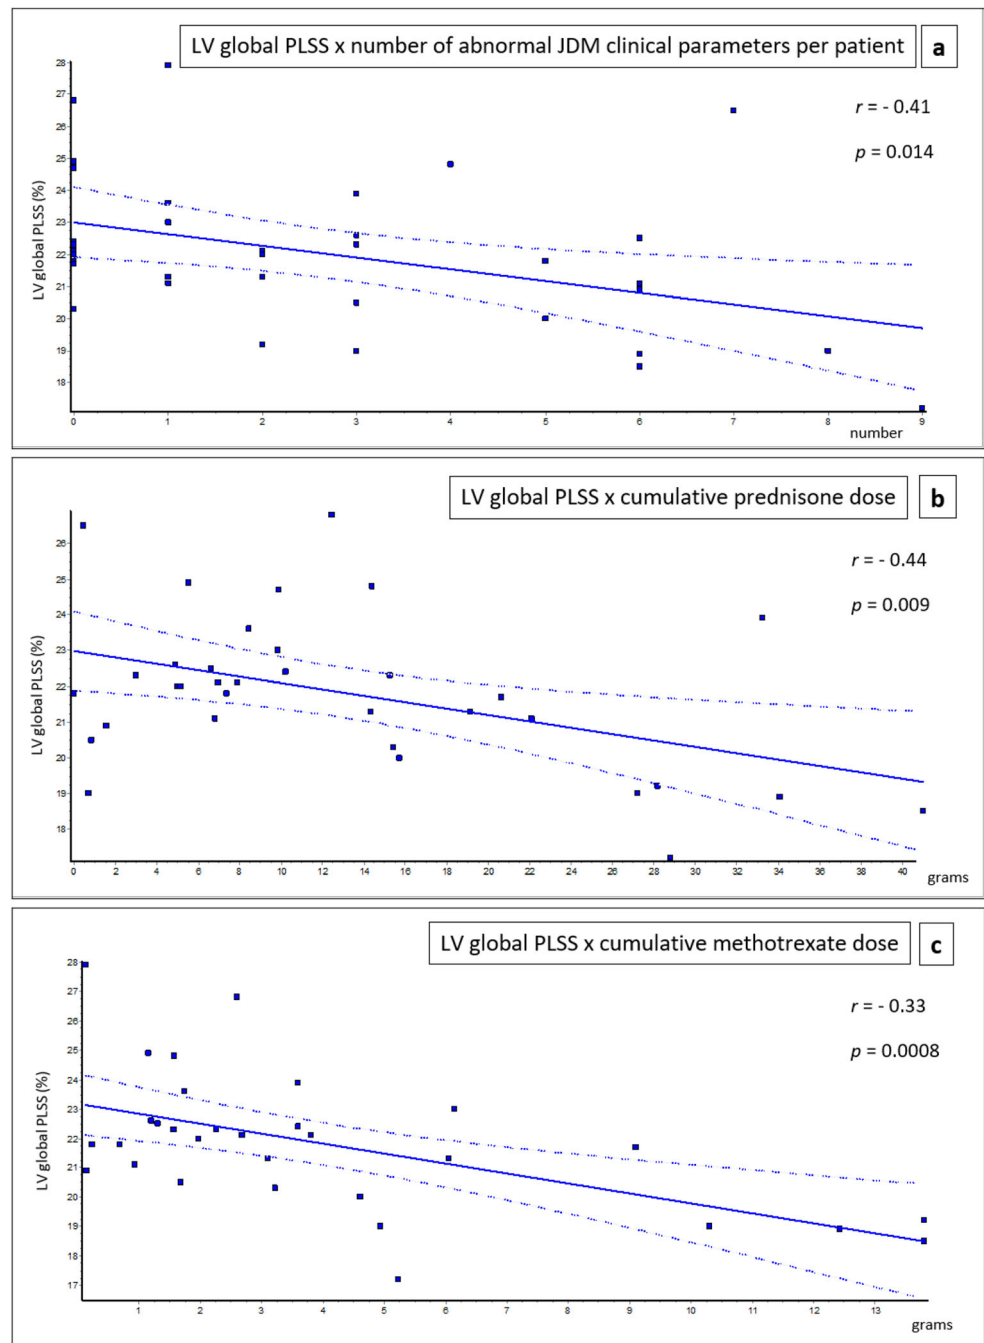 LV global PLSS x number of abnormal JDM clinical parameters per patient
a
r = - 0.41
p = 0.014
LV global PLSS (%)
28
27
26
25
24
23
22
21
20
19
18
0 1 2 3 4 5 6 7 8 9
number
LV global PLSS x cumulative prednisone dose
b
r = - 0.44
p = 0.009
LV global PLSS (%)
26
25
24
23
22
21
20
19
18
0 2 4 6 8 10 12 14 16 18 20 22 24 26 28 30 32 34 36 38 40
grams
LV global PLSS x cumulative methotrexate dose
c
r = - 0.33
p = 0.0008
LV global PLSS (%)
28
27
26
25
24
23
22
21
20
19
18
17
1 2 3 4 5 6 7 8 9 10 11 12 13
grams